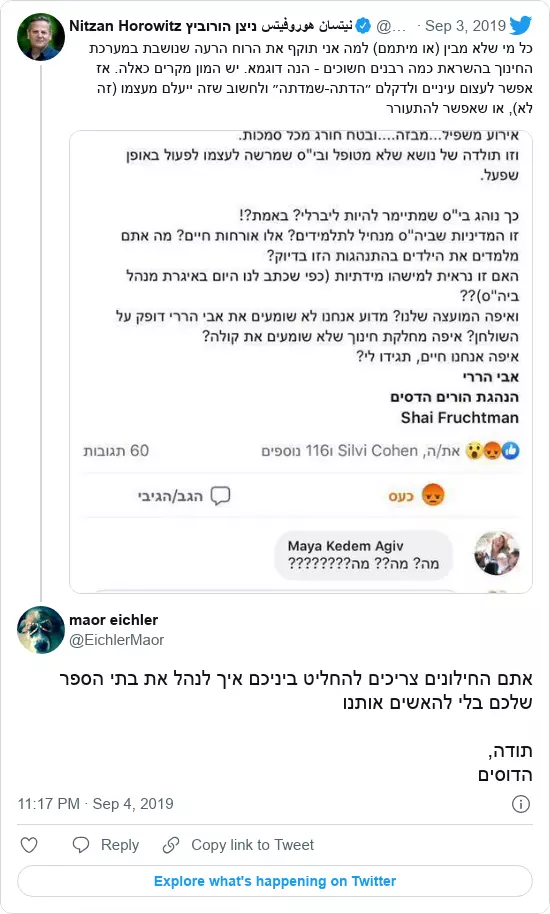 Nitzan Horowitz ניצן הורוביץ نيتسان هوروفيتس @... · Sep 3, 2019
כל מי שלא מבין (או מיתמם) למה אני תוקף את הרוח הרעה שנושבת במערכת
החינוך בהשראת כמה רבנים חשוכים - הנה דוגמא. יש המון מקרים כאלה. אז
אפשר לעצום עיניים ולדקלם ״הדתה-שמדתה״ ולחשוב שזה ייעלם מעצמו (זה
לא), או שאפשר להתעורר
אירוע משפיל...מבזה....ובטח חורג מכל סמכות.
וזו תולדה של נושא שלא מטופל ובי"ס שמרשה לעצמו לפעול באופן
שפעל.
כך נוהג בי"ס שמתיימר להיות ליברלי? באמת?!
זו המדיניות שביה"ס מנחיל לתלמידים? אלו אורחות חיים? מה אתם
מלמדים את הילדים בהתנהגות הזו בדיוק?
האם זו נראית למישהו מידתיות (כפי שכתב לנו היום באיגרת מנהל
ביה"ס)??
ואיפה המועצה שלנו? מדוע אנחנו לא שומעים את אבי הררי דופק על
השולחן? איפה מחלקת חינוך שלא שומעים את קולה?
איפה אנחנו חיים, תגידו לי?
אבי הררי
הנהגת הורים הדסים
Shai Fruchtman
את/ה, Silvi Cohen ו116 נוספים
60 תגובות
כעס
הגב/הגיבי
Maya Kedem Agiv
מה? מה?? מה????????
maor eichler
@EichlerMaor
אתם החילונים צריכים להחליט ביניכם איך לנהל את בתי הספר
שלכם בלי להאשים אותנו
תודה,
הדוסים
11:17 PM · Sep 4, 2019
Reply
Copy link to Tweet
Explore what's happening on Twitter